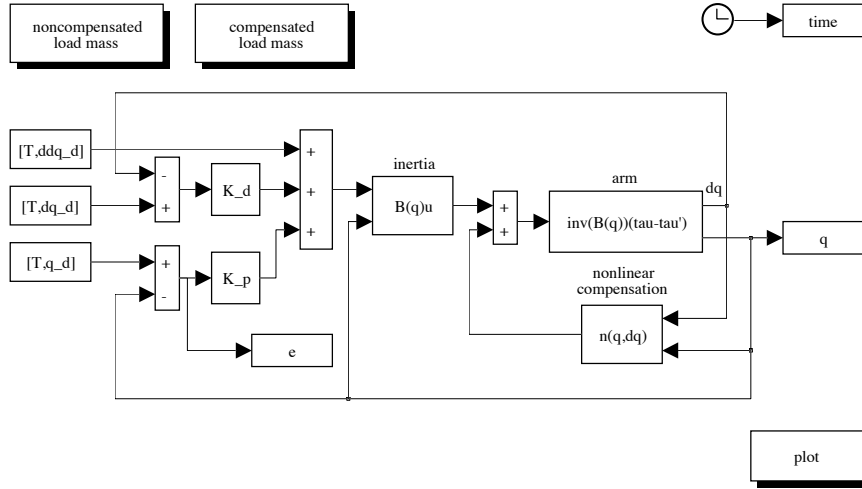 noncompensated
load mass
compensated
load mass
time
[T,ddq_d]
-
+
[T,dq_d]
K_d
+
+
+
inertia
B(q)u
+
+
arm
inv(B(q))(tau-tau')
dq
q
[T,q_d]
+
-
K_p
nonlinear
compensation
n(q,dq)
e
plot